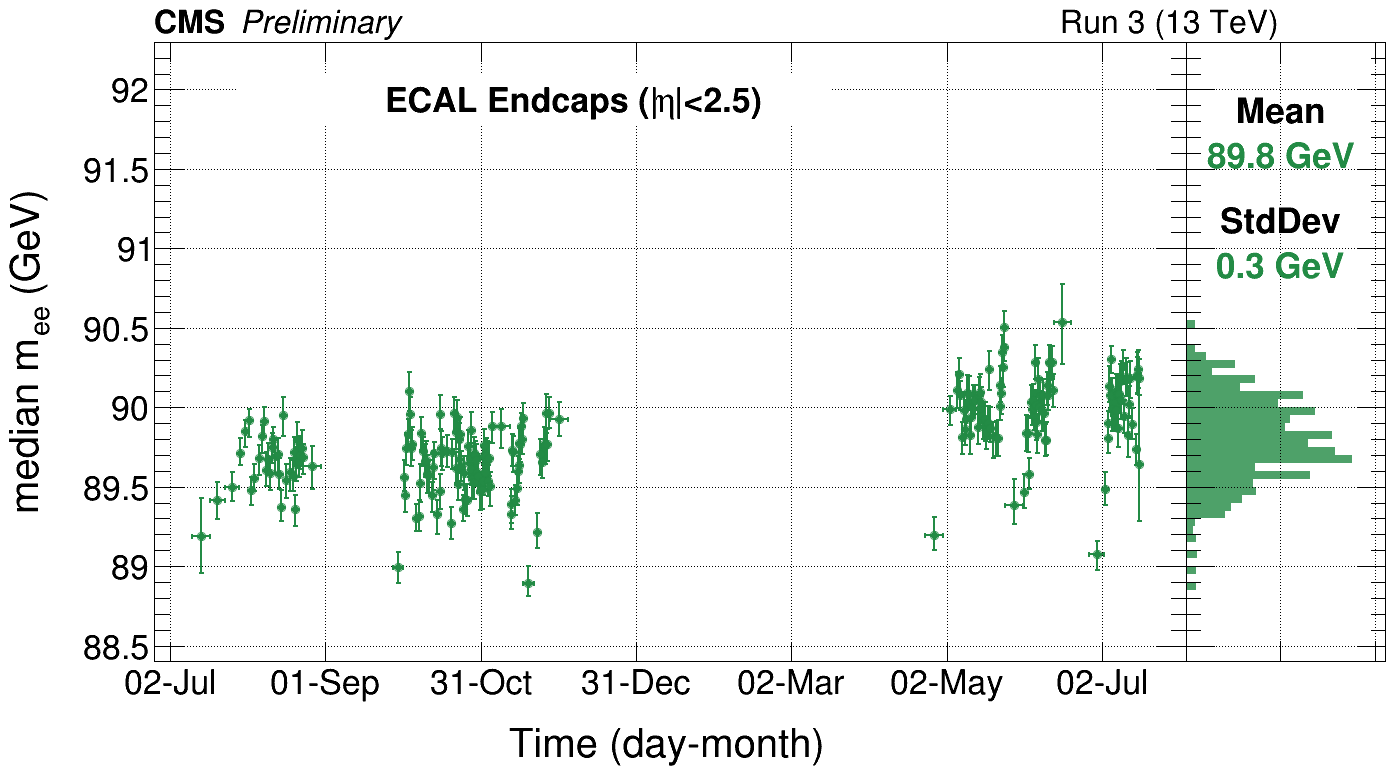 CMS Preliminary Run 3 (13 TeV)
ECAL Endcaps (|η|<2.5)
Mean
89.8 GeV
StdDev
0.3 GeV
median mee (GeV)
92
91.5
91
90.5
90
89.5
89
88.5
02-Jul 01-Sep 31-Oct 31-Dec 02-Mar 02-May 02-Jul
Time (day-month)